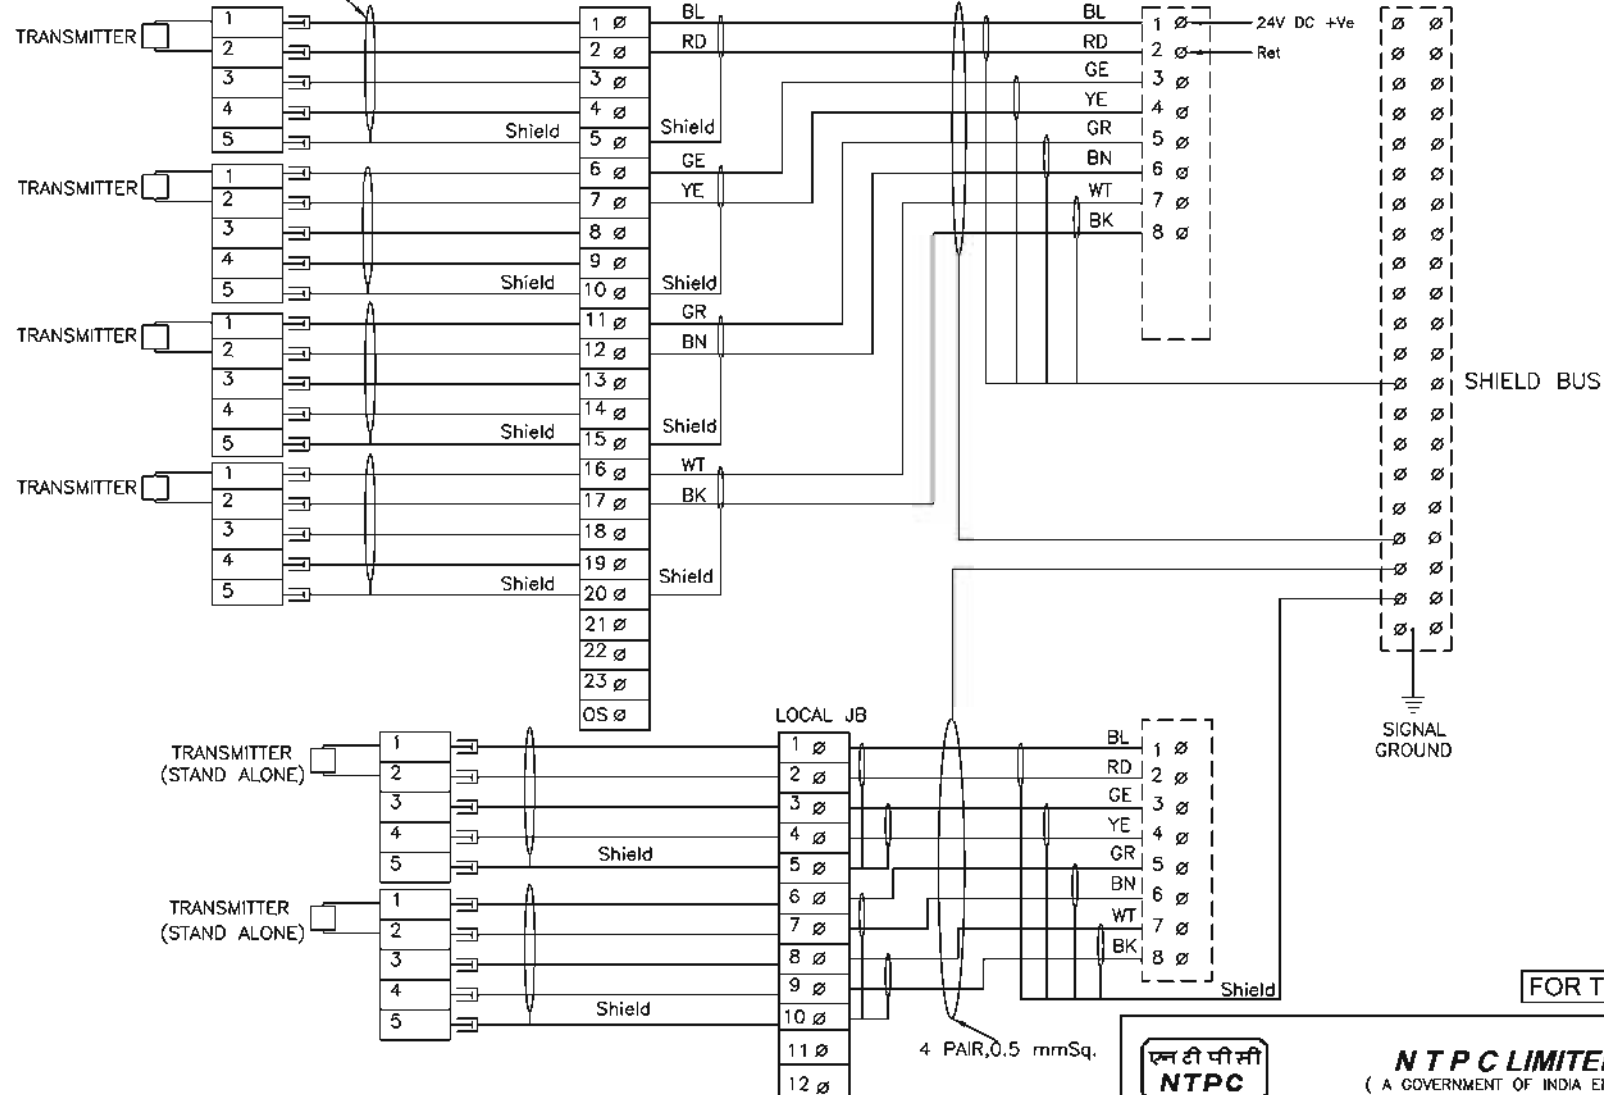 TRANSMITTER
1
2
3
4
5
Shield
TRANSMITTER
1
2
3
4
5
Shield
TRANSMITTER
1
2
3
4
5
Shield
TRANSMITTER
1
2
3
4
5
Shield
1
2
3
4
5
6
7
8
9
10
11
12
13
14
15
16
17
18
19
20
21
22
23
OS
BL
RD
Shield
GE
YE
Shield
GR
BN
Shield
WT
BK
Shield
BL
RD
GE
YE
GR
BN
WT
BK
1
2
3
4
5
6
7
8
24V DC +Ve
Ret
SHIELD BUS
SIGNAL
GROUND
TRANSMITTER
(STAND ALONE)
1
2
3
4
5
Shield
TRANSMITTER
(STAND ALONE)
1
2
3
4
5
Shield
LOCAL JB
1
2
3
4
5
6
7
8
9
10
11
12
BL
RD
GE
YE
GR
BN
WT
BK
1
2
3
4
5
6
7
8
Shield
4 PAIR,0.5 mmSq.
FOR T
एन टी पी सी
NTPC
N T P C LIMITE
( A GOVERNMENT OF INDIA